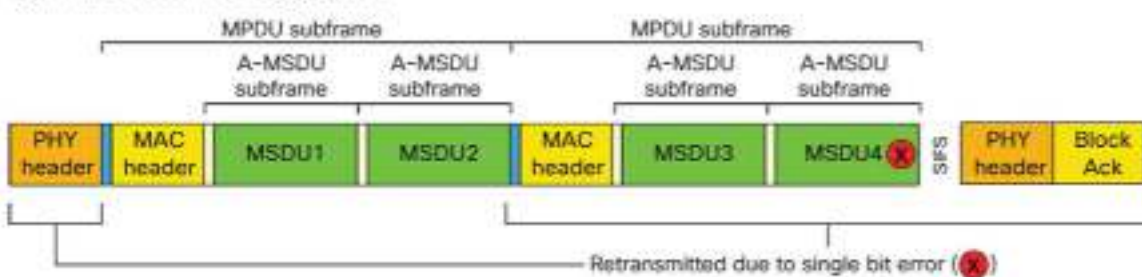 MPDU subframe MPDU subframe
A-MSDU subframe A-MSDU subframe A-MSDU subframe A-MSDU subframe
PHY header MAC header MSDU1 MSDU2 MAC header MSDU3 MSDU4 X SIFS PHY header Block Ack
Retransmitted due to single bit error (X)